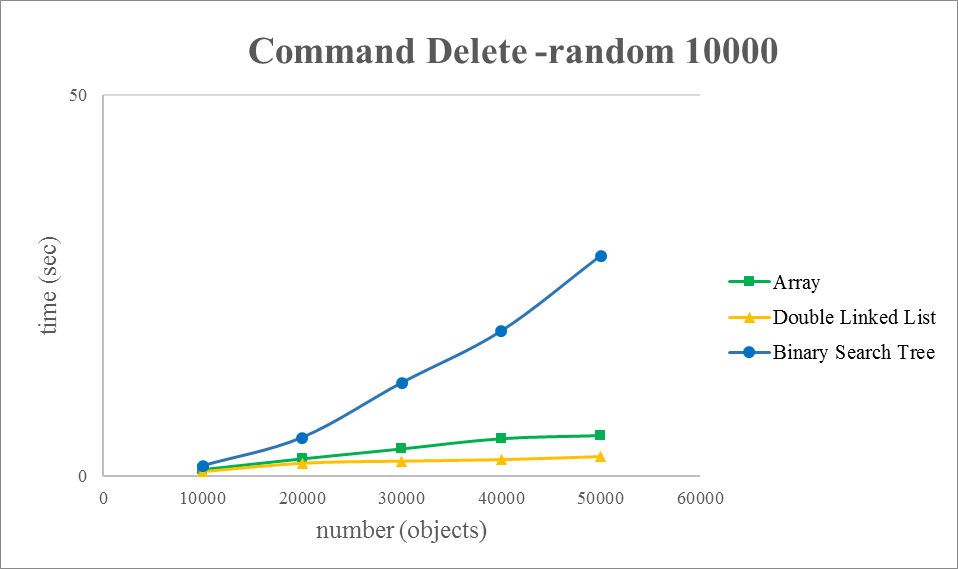 Command Delete -random 10000
50
0
time (sec)
0 10000 20000 30000 40000 50000 60000
number (objects)
Array
Double Linked List
Binary Search Tree